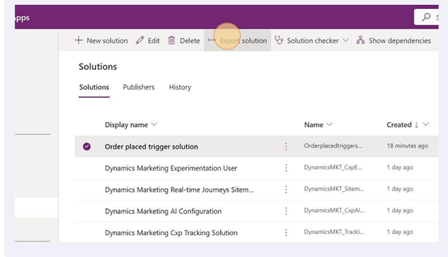 Apps
New solution Edit Delete Export solution Solution checker Show dependencies
Solutions
Solutions Publishers History
Display name Name Created
Order placed trigger solution Orderplacedtriggers... 18 minutes ago
Dynamics Marketing Experimentation User DynamicsMKT_CxpE... 1 day ago
Dynamics Marketing Real-time Journeys Sitem... DynamicsMKT_Sitem... 1 day ago
Dynamics Marketing AI Configuration DynamicsMKT_CxpAI... 1 day ago
Dynamics Marketing Cxp Tracking Solution DynamicsMKT_Tracki... 1 day ago